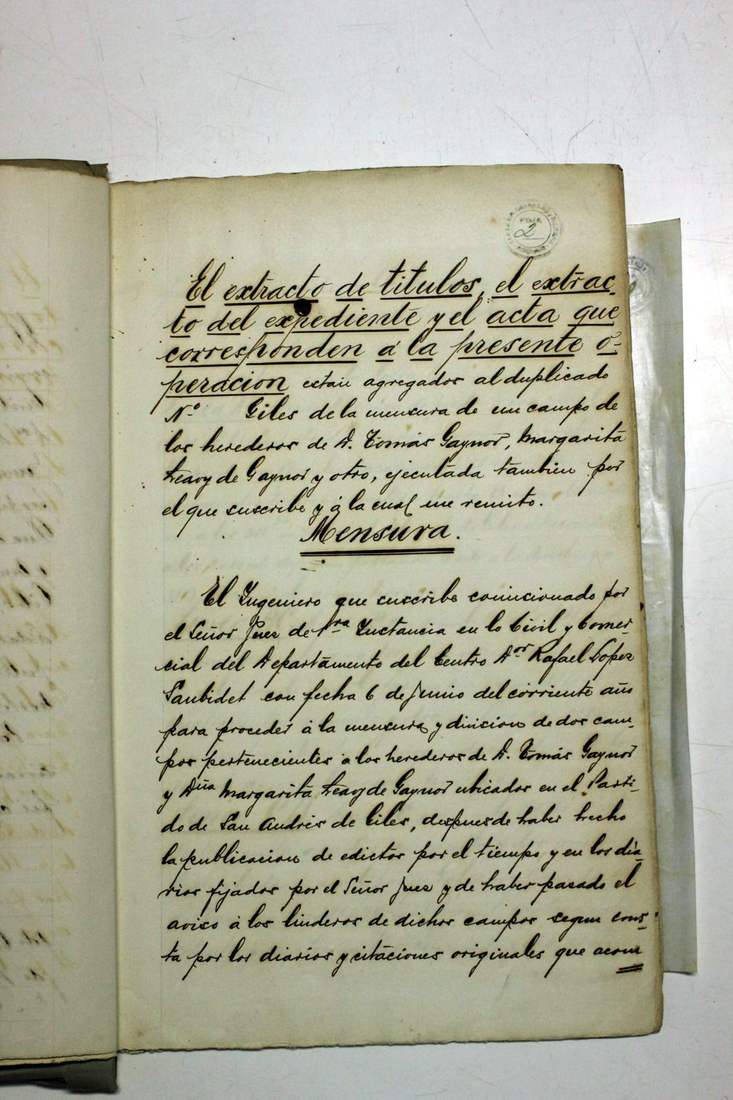 2
El extracto de titulos, el extrac-
to del expediente y el acta que
corresponden á la presente o-
peracion estan agregados al duplicado
Nº Giles de la mensura de un campo de
los herederos de D. Tomás Gaynor, Margarita
Leavy de Gaynor y otro, ejecutada tambien por
el que suscribe y á la cual me remito.
Mensura.
El Ingeniero que suscribe comicionado por
el Señor Juez de 1ra Instancia en lo Civil y Comer-
cial del Departamento del Centro Dor Rafael Lopez
Saubidet con fecha 6 de Junio del corriente año
para proceder á la mensura y division de dos cam-
pos pertenecientes á los herederos de D. Tomás Gaynor
y Dña Margarita Leavy de Gaynor ubicados en el Parti-
do de San Andrés de Giles, despues de haber hecho
la publicacion de edictos por el tiempo y en los dia-
rios fijados por el Señor Juez y de haber pasado el
aviso á los linderos de dichos campos segun cons-
ta por los diarios y citaciones originales que acom